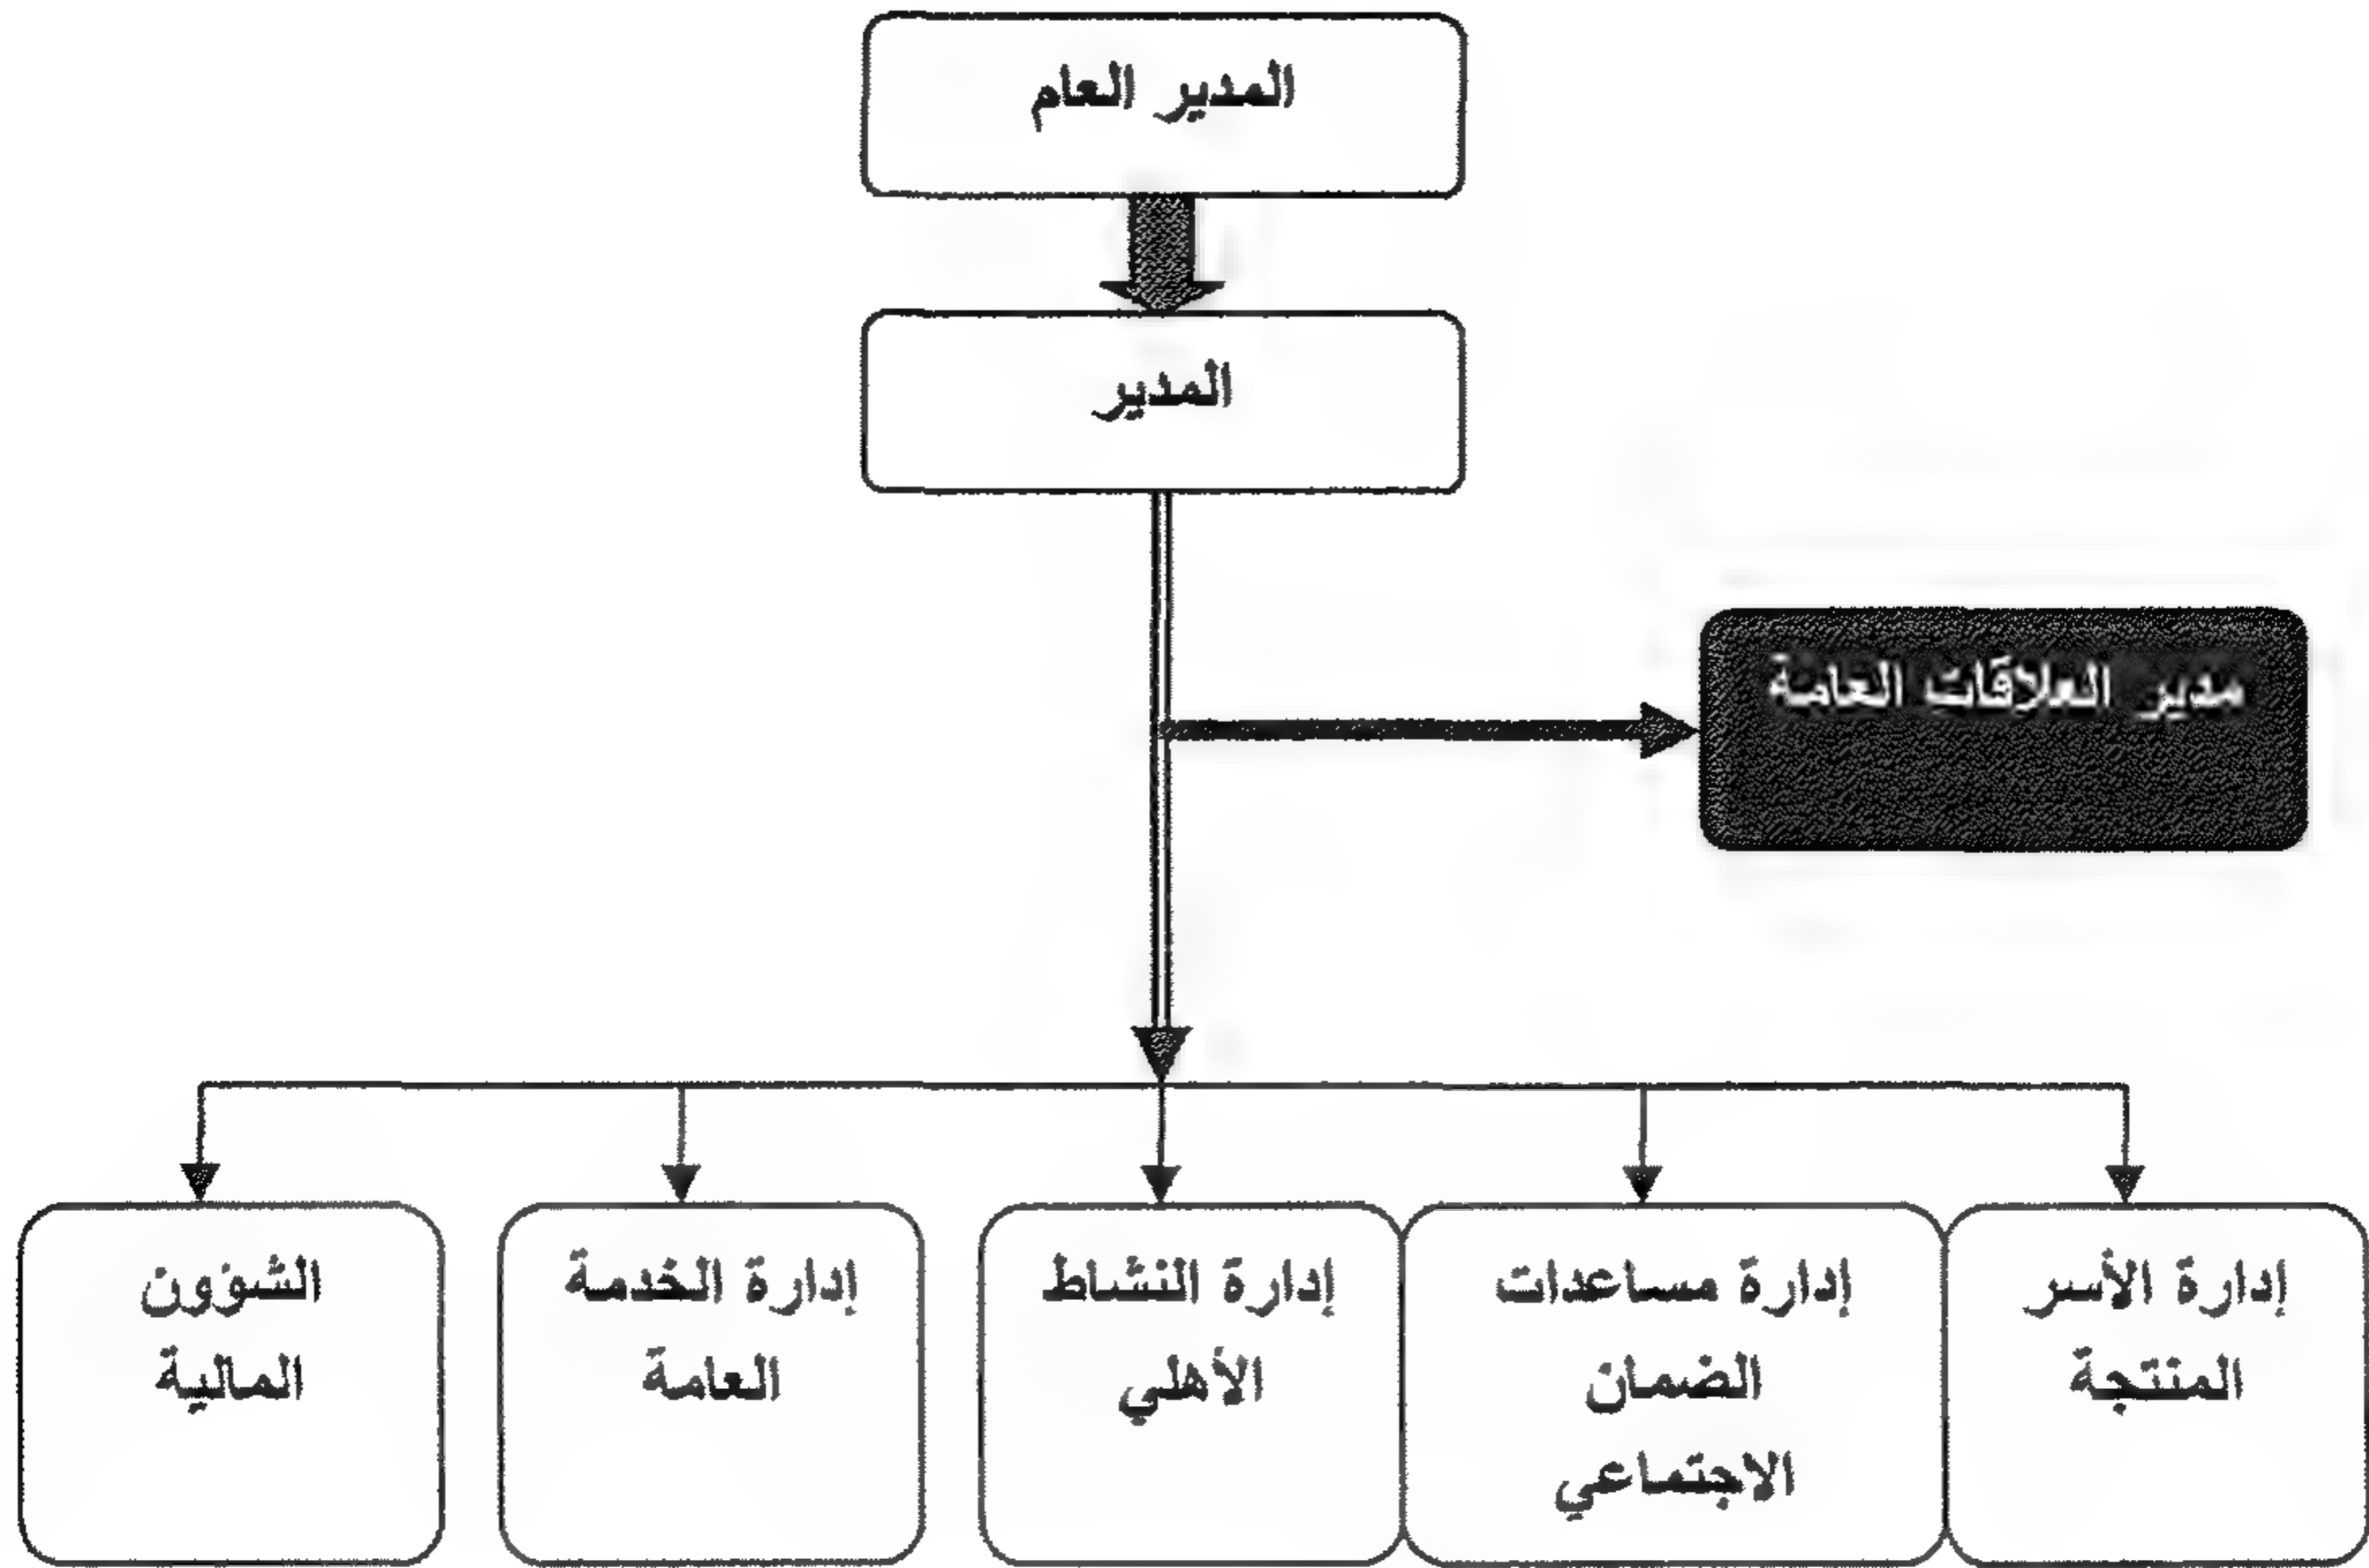 المدير العام
المدير
مدير العلاقات العامة
إدارة الأسر
المنتجة
إدارة مساعدات
الضمان
الاجتماعي
إدارة النشاط
الأهلي
إدارة الخدمة
العامة
الشؤون
المالية